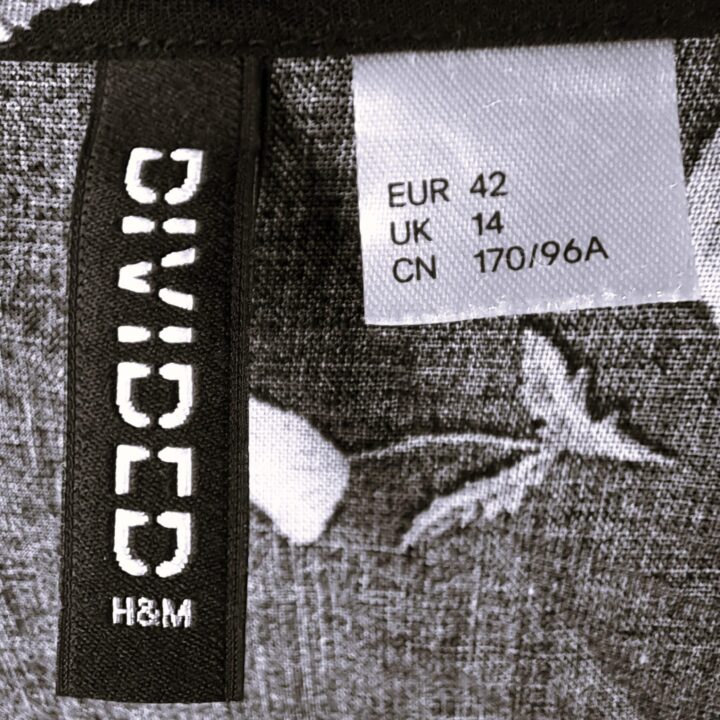 DIVIDED
H&M
EUR 42
UK 14
CN 170/96A